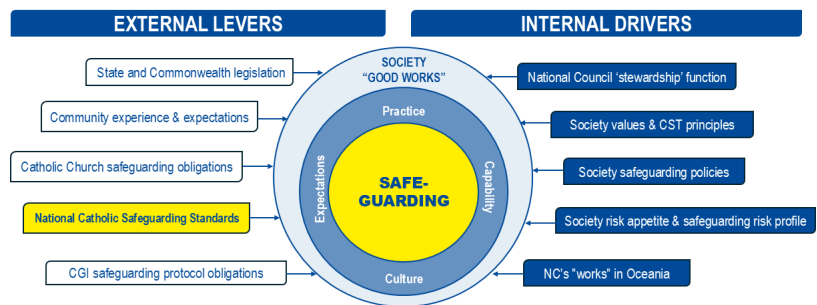 EXTERNAL LEVERS
INTERNAL DRIVERS
State and Commonwealth legislation
Community experience & expectations
Catholic Church safeguarding obligations
National Catholic Safeguarding Standards
CGI safeguarding protocol obligations
SOCIETY
“GOOD WORKS”
Practice
Expectations
Capability
Culture
SAFE-
GUARDING
National Council ‘stewardship’ function
Society values & CST principles
Society safeguarding policies
Society risk appetite & safeguarding risk profile
NC's "works" in Oceania